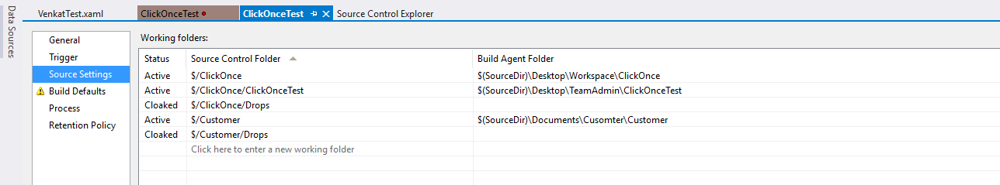 Data Sources
VenkatTest.xaml ClickOnceTest ClickOnceTest Source Control Explorer
General
Trigger
Source Settings
Build Defaults
Process
Retention Policy
Working folders:
Status Source Control Folder Build Agent Folder
Active $/ClickOnce $(SourceDir)\Desktop\Workspace\ClickOnce
Active $/ClickOnce/ClickOnceTest $(SourceDir)\Desktop\TeamAdmin\ClickOnceTest
Cloaked $/ClickOnce/Drops
Active $/Customer $(SourceDir)\Documents\Cusomter\Customer
Cloaked $/Customer/Drops
Click here to enter a new working folder